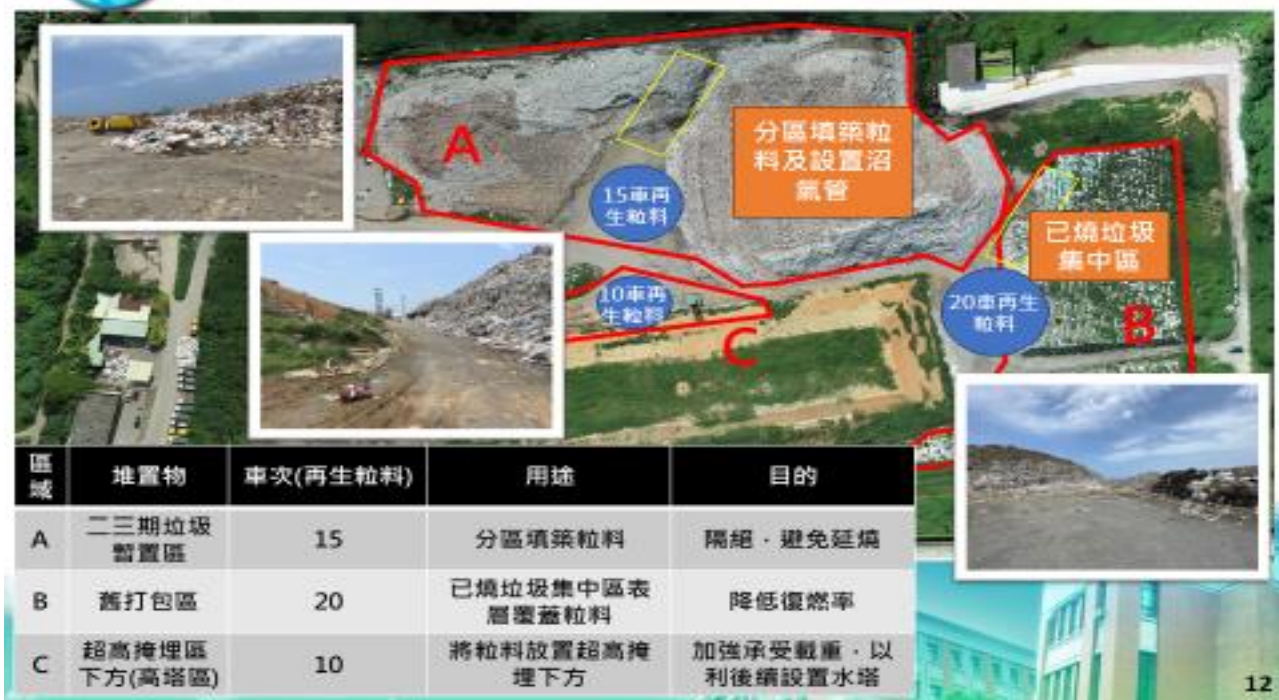 A
分區填築粒
料及設置沼
氣管
15車再
生粒料
已燒垃圾
集中區
10車再
生粒料
20車再生
粒料
B
C
區域 堆置物 車次(再生粒料) 用途 目的
A 二三期垃圾暫置區 15 分區填築粒料 隔絕，避免延燒
B 舊打包區 20 已燒垃圾集中區表層覆蓋粒料 降低復燃率
C 超高掩埋區下方(高塔區) 10 將粒料放置超高掩埋下方 加強承受載重，以利後續設置水塔
12